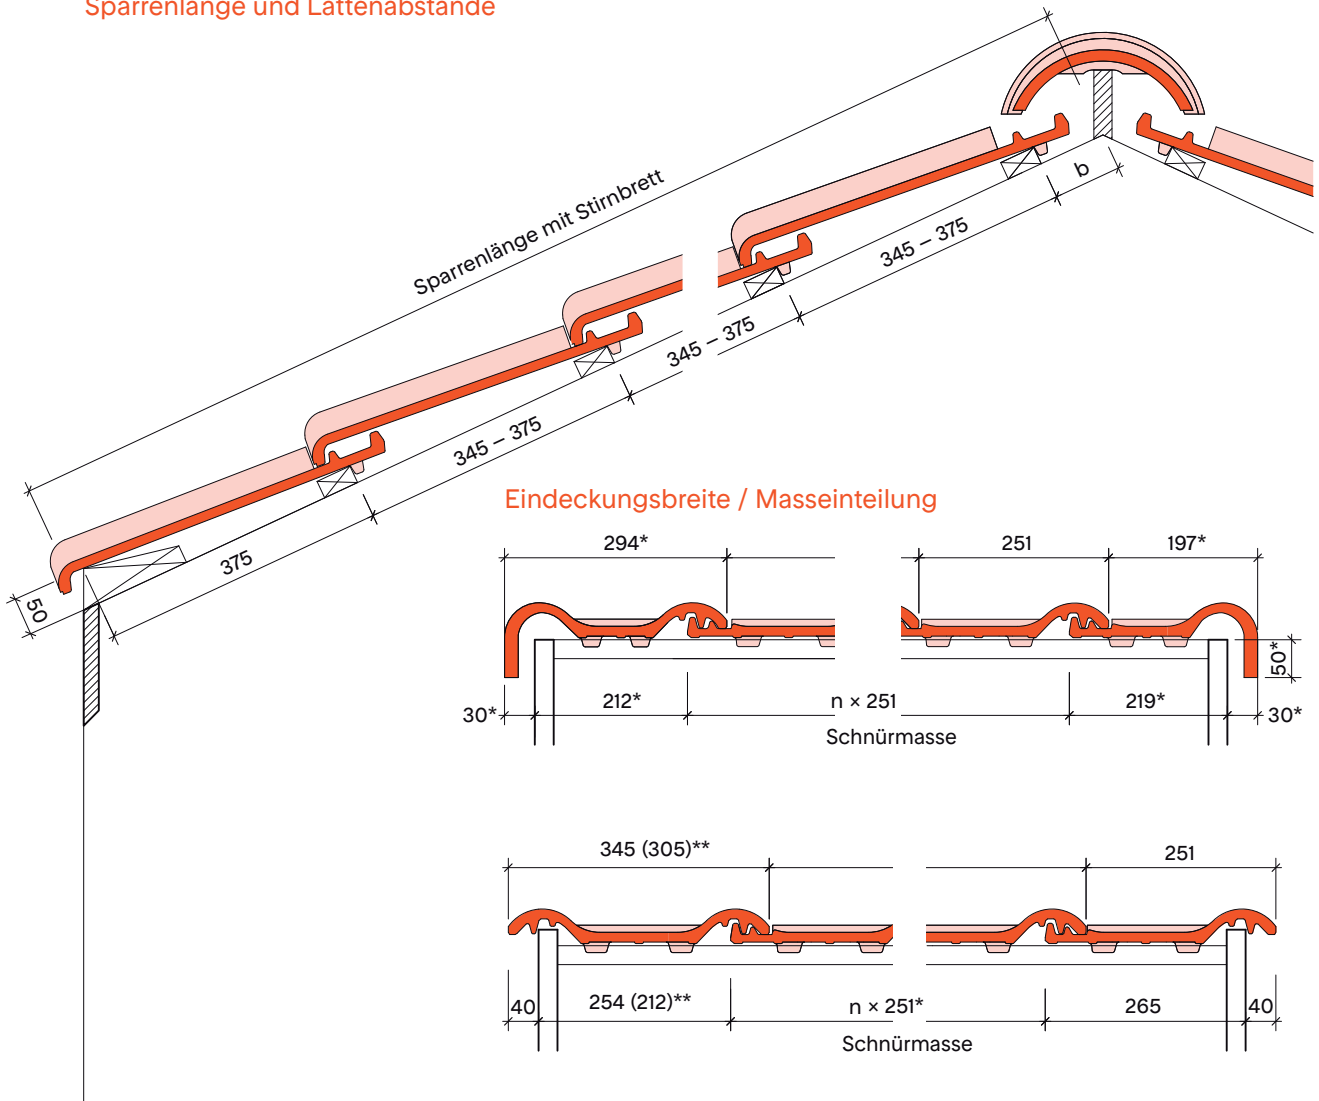 Sparrenlänge und Lattenabstände
Sparrenlänge mit Stirnbrett
b
345 – 375
345 – 375
345 – 375
375
50
Eindeckungsbreite / Masseinteilung
294*
251
197*
50*
30*
212*
n × 251
219*
30*
Schnürmasse
345 (305)**
251
40
254 (212)**
n × 251*
265
40
Schnürmasse